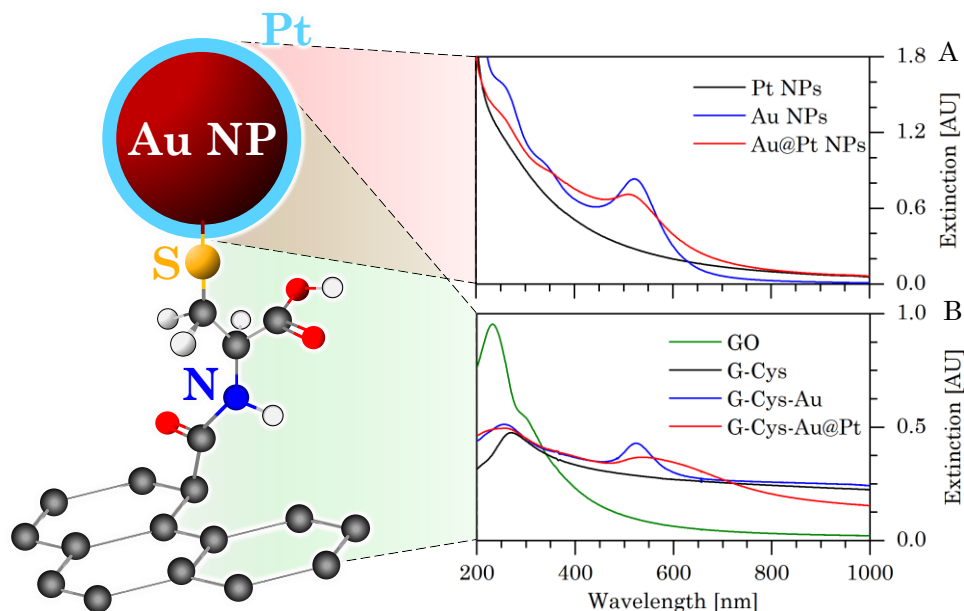 Pt
Au NP
S
N
A
1.8
1.2
0.6
0.0
Extinction [AU]
Pt NPs
Au NPs
Au@Pt NPs
B
1.0
0.5
0.0
Extinction [AU]
GO
G-Cys
G-Cys-Au
G-Cys-Au@Pt
200 400 600 800 1000
Wavelength [nm]